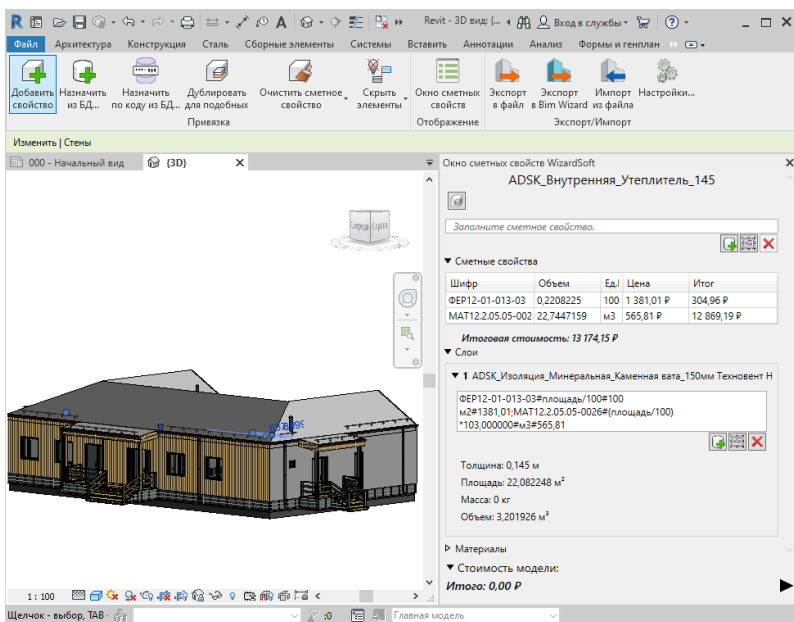 Revit - 3D вид: {...
Вход в службы
Файл Архитектура Конструкция Сталь Сборные элементы Системы Вставить Аннотации Анализ Формы и генплан
Добавить свойство
Назначить из БД...
Назначить по коду из БД...
Дублировать для подобных
Очистить сметное свойство
Скрыть элементы
Окно сметных свойств
Экспорт в файл
Экспорт в Bim Wizard
Импорт из файла
Настройки...
Привязка Отображение Экспорт/Импорт
Изменить | Стены
000 - Начальный вид
{3D}
Спереди
Окно сметных свойств WizardSoft
ADSK_Внутренняя_Утеплитель_145
Заполните сметное свойство.
Сметные свойства
Шифр Объем Ед. Цена Итог
ФЕР12-01-013-03 0,2208225 100 1 381,01 ₽ 304,96 ₽
МАТ12.2.05.05-002 22,7447159 м3 565,81 ₽ 12 869,19 ₽
Итоговая стоимость: 13 174,15 ₽
Слои
1 ADSK_Изоляция_Минеральная_Каменная вата_150мм Техновент Н
ФЕР12-01-013-03#площадь/100#100
м2#1381,01;МАТ12.2.05.05-0026#(площадь/100)
*103,000000#м3#565,81
Толщина: 0,145 м
Площадь: 22,082248 м²
Масса: 0 кг
Объем: 3,201926 м³
Материалы
Стоимость модели:
Итого: 0,00 ₽
1 : 100
Щелчок - выбор, TAB -
:0
Главная модель